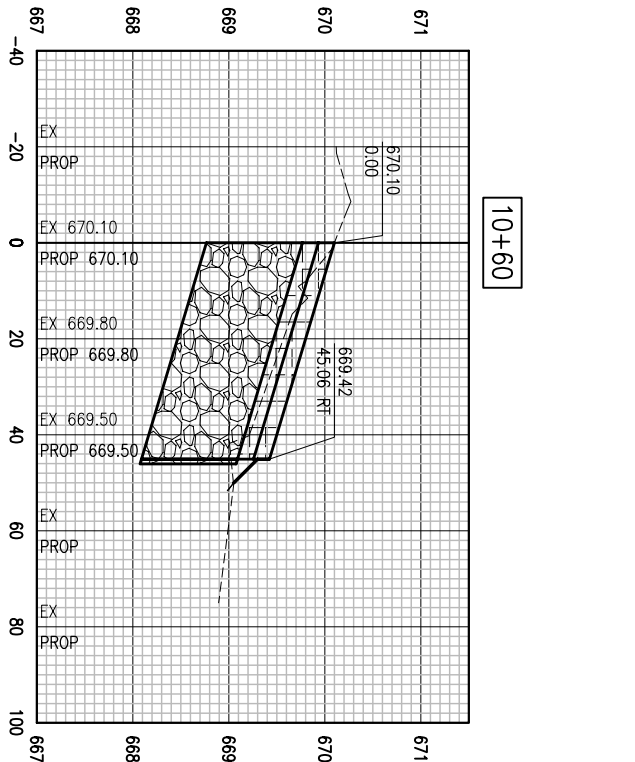 10+60
671
670
669
668
667
671
670
669
668
667
670.10
0.00
669.42
45.06 RT
EX
PROP
EX 670.10
PROP 670.10
EX 669.80
PROP 669.80
EX 669.50
PROP 669.50
EX
PROP
EX
PROP
-40
-20
0
20
40
60
80
100